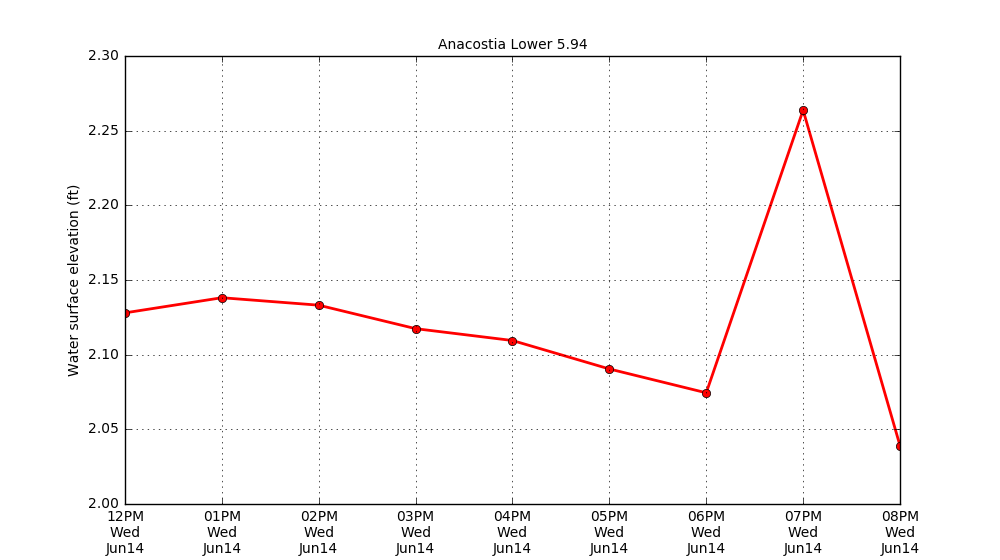 Anacostia Lower 5.94
2.30
2.25
2.20
2.15
2.10
2.05
2.00
Water surface elevation (ft)
12PM 01PM 02PM 03PM 04PM 05PM 06PM 07PM 08PM
Wed Wed Wed Wed Wed Wed Wed Wed Wed
Jun14 Jun14 Jun14 Jun14 Jun14 Jun14 Jun14 Jun14 Jun14